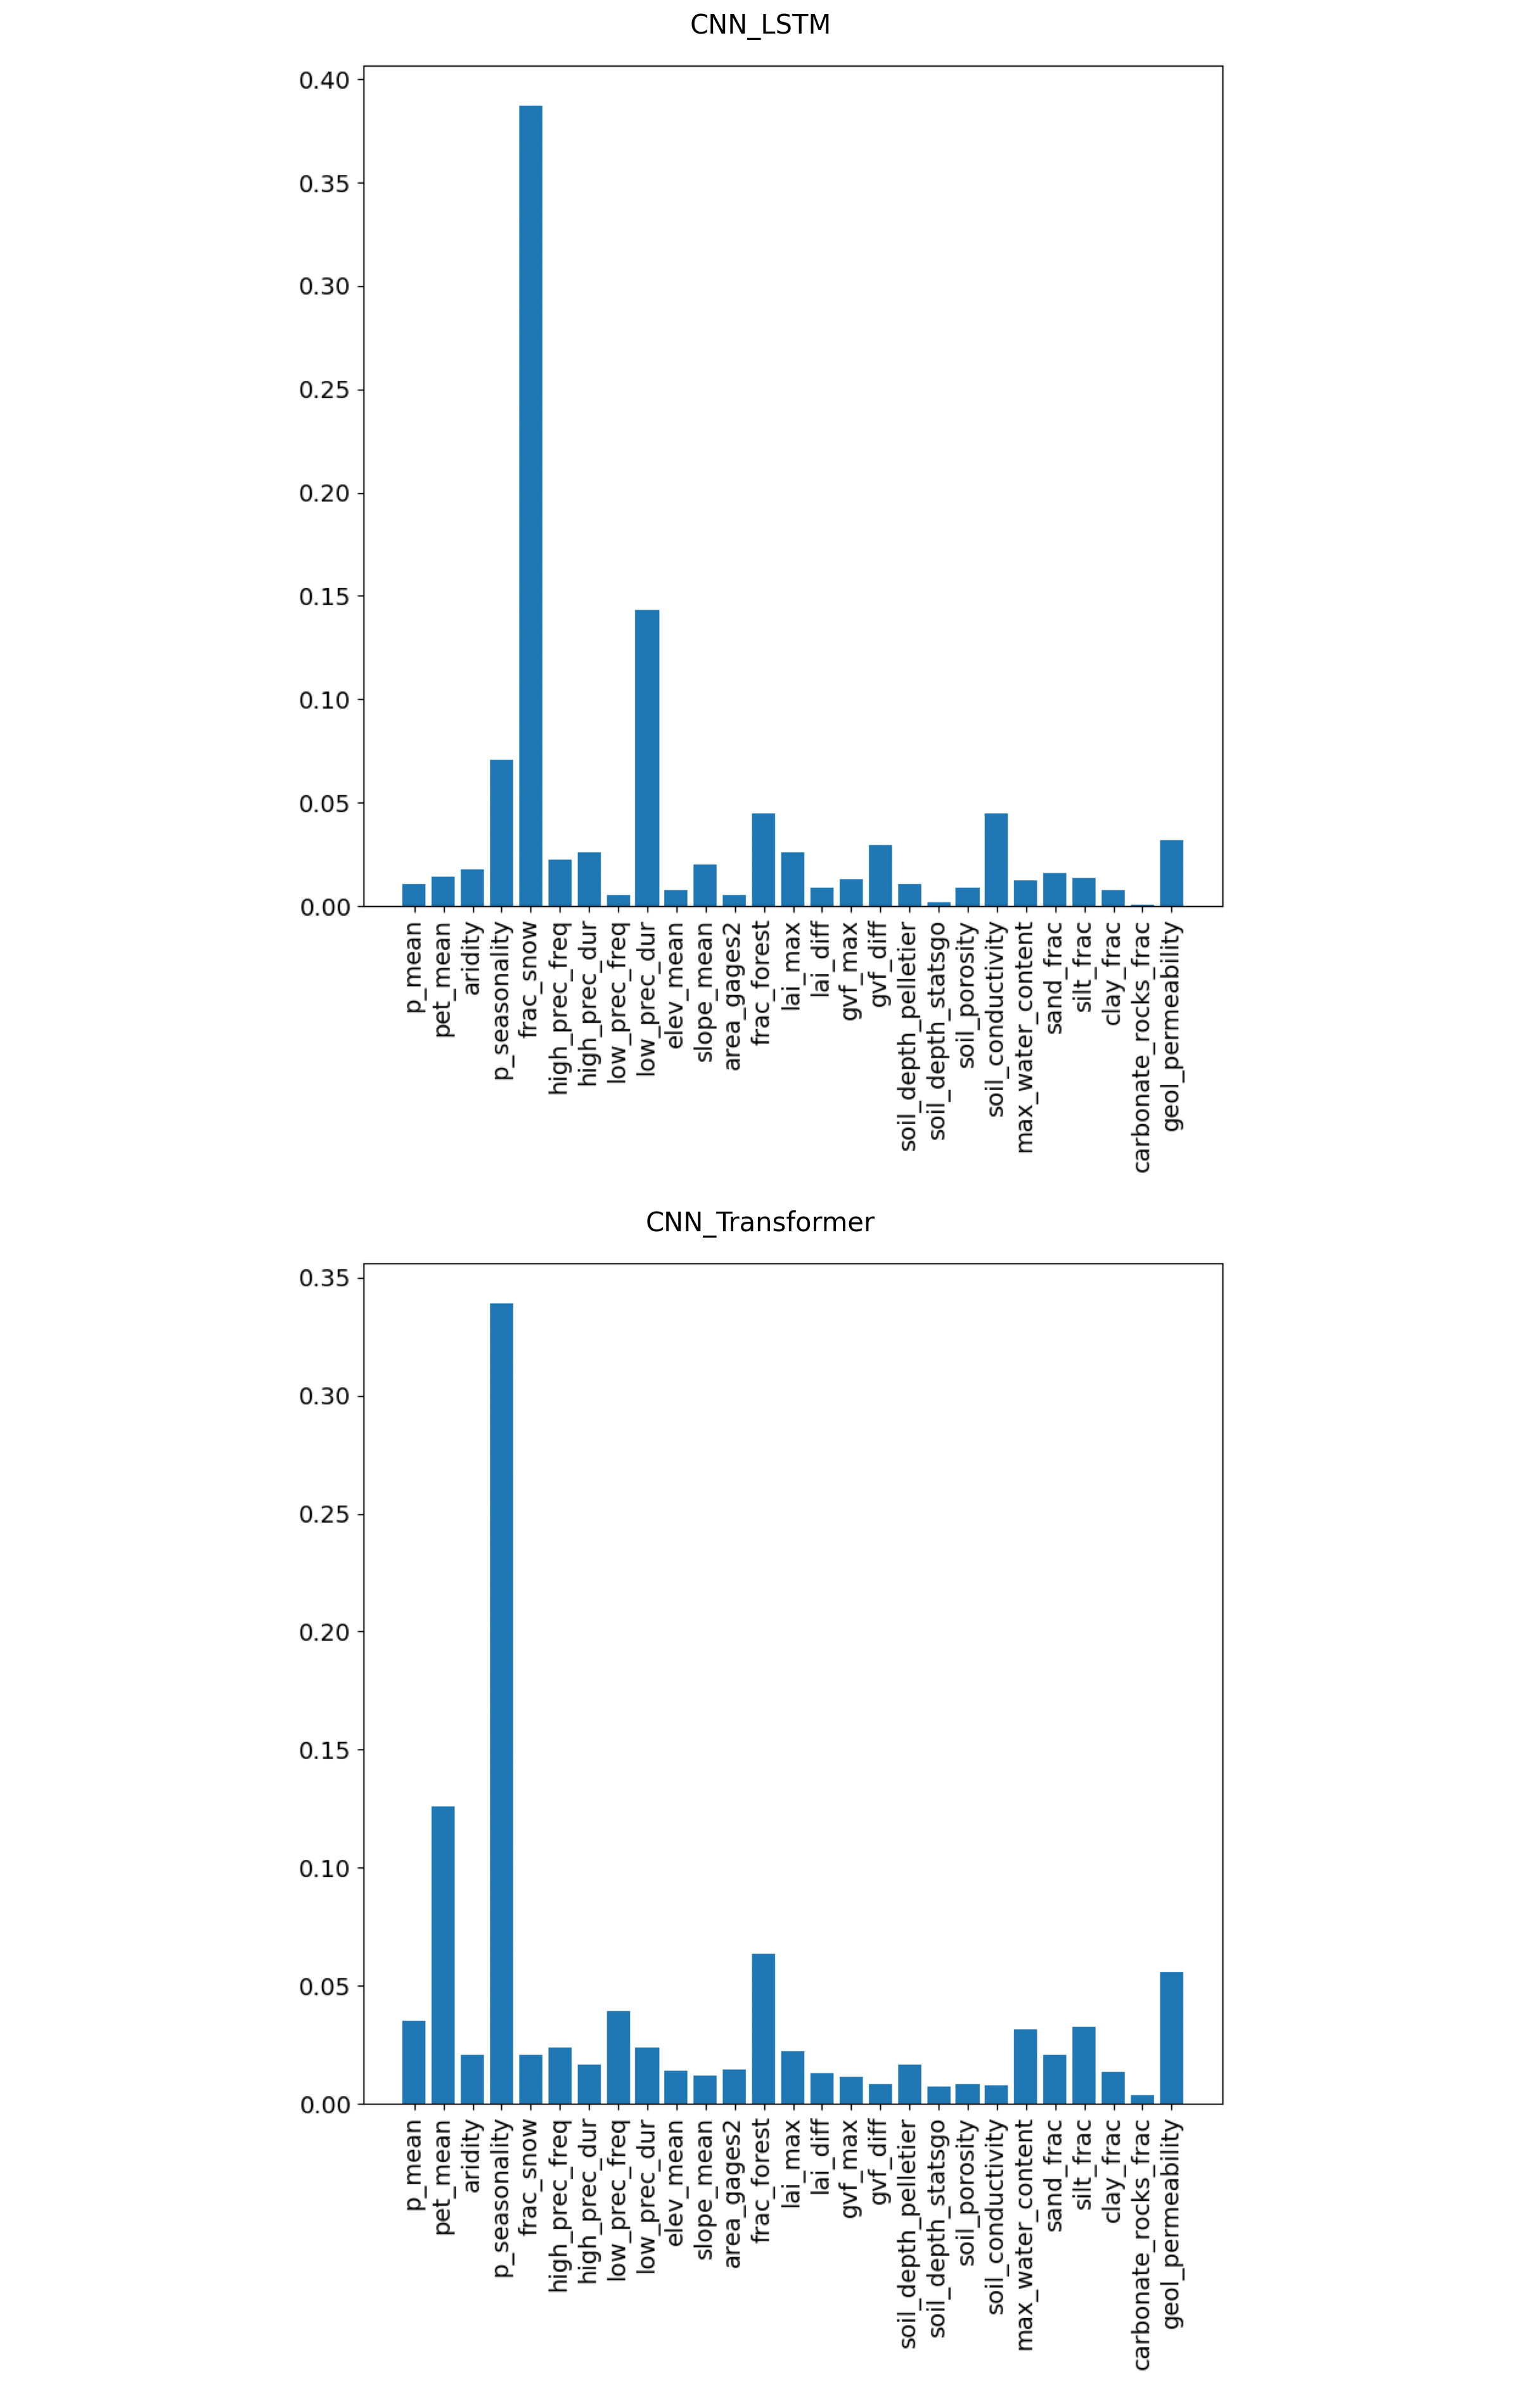 CNN_LSTM
0.40
0.35
0.30
0.25
0.20
0.15
0.10
0.05
0.00
p_mean
pet_mean
aridity
p_seasonality
frac_snow
high_prec_freq
high_prec_dur
low_prec_freq
low_prec_dur
elev_mean
slope_mean
area_gages2
frac_forest
lai_max
lai_diff
gvf_max
gvf_diff
soil_depth_pelletier
soil_depth_statsgo
soil_porosity
soil_conductivity
max_water_content
sand_frac
silt_frac
clay_frac
carbonate_rocks_frac
geol_permeability
CNN_Transformer
0.35
0.30
0.25
0.20
0.15
0.10
0.05
0.00
p_mean
pet_mean
aridity
p_seasonality
frac_snow
high_prec_freq
high_prec_dur
low_prec_freq
low_prec_dur
elev_mean
slope_mean
area_gages2
frac_forest
lai_max
lai_diff
gvf_max
gvf_diff
soil_depth_pelletier
soil_depth_statsgo
soil_porosity
soil_conductivity
max_water_content
sand_frac
silt_frac
clay_frac
carbonate_rocks_frac
geol_permeability